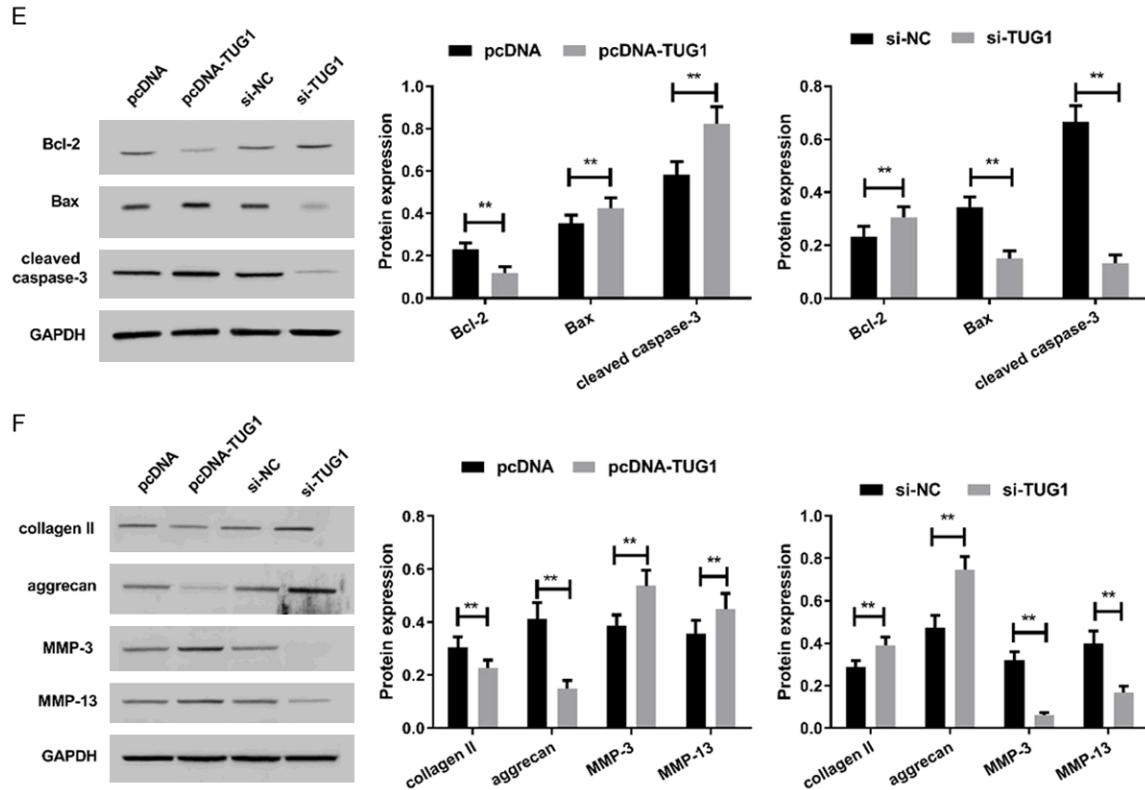 E
pcDNA
pcDNA-TUG1
si-NC
si-TUG1
Bcl-2
Bax
cleaved
caspase-3
GAPDH
pcDNA pcDNA-TUG1
Protein expression
1.0
0.8
0.6
0.4
0.2
0.0
**
**
**
Bcl-2
Bax
cleaved caspase-3
si-NC si-TUG1
Protein expression
0.8
0.6
0.4
0.2
0.0
**
**
**
Bcl-2
Bax
cleaved caspase-3
F
pcDNA
pcDNA-TUG1
si-NC
si-TUG1
collagen II
aggrecan
MMP-3
MMP-13
GAPDH
pcDNA pcDNA-TUG1
Protein expression
0.8
0.6
0.4
0.2
0.0
**
**
**
**
collagen II
aggrecan
MMP-3
MMP-13
si-NC si-TUG1
Protein expression
1.0
0.8
0.6
0.4
0.2
0.0
**
**
**
**
collagen II
aggrecan
MMP-3
MMP-13